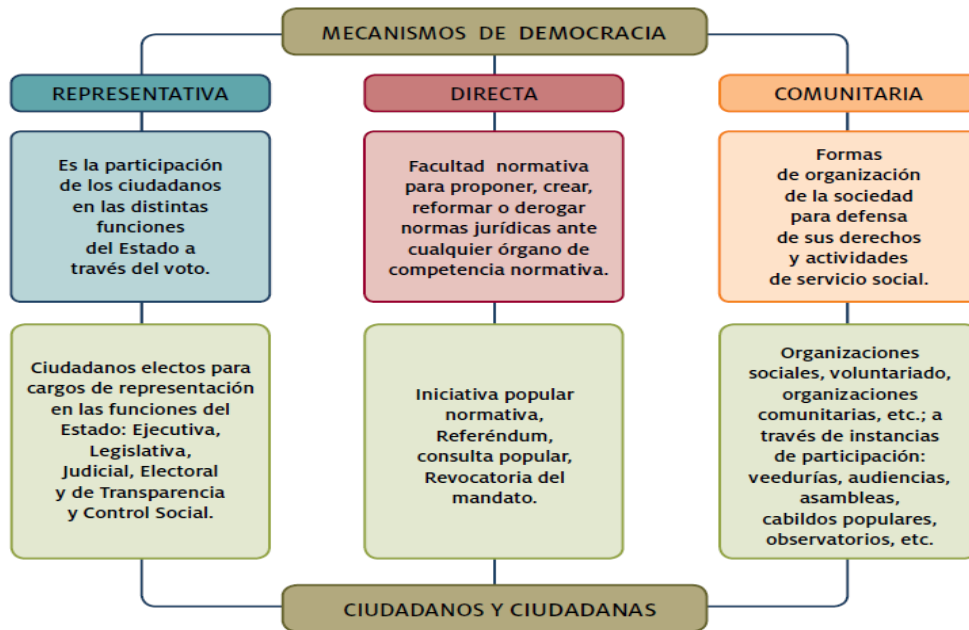 MECANISMOS DE DEMOCRACIA
REPRESENTATIVA
Es la participación
de los ciudadanos
en las distintas
funciones
del Estado a
través del voto.
Ciudadanos electos para
cargos de representación
en las funciones del
Estado: Ejecutiva,
Legislativa,
Judicial, Electoral
y de Transparencia
y Control Social.
DIRECTA
Facultad normativa
para proponer, crear,
reformar o derogar
normas jurídicas ante
cualquier órgano de
competencia normativa.
Iniciativa popular
normativa,
Referéndum,
consulta popular,
Revocatoria del
mandato.
COMUNITARIA
Formas
de organización
de la sociedad
para defensa
de sus derechos
y actividades
de servicio social.
Organizaciones
sociales, voluntariado,
organizaciones
comunitarias, etc.; a
través de instancias
de participación:
veedurías, audiencias,
asambleas,
cabildos populares,
observatorios, etc.
CIUDADANOS Y CIUDADANAS